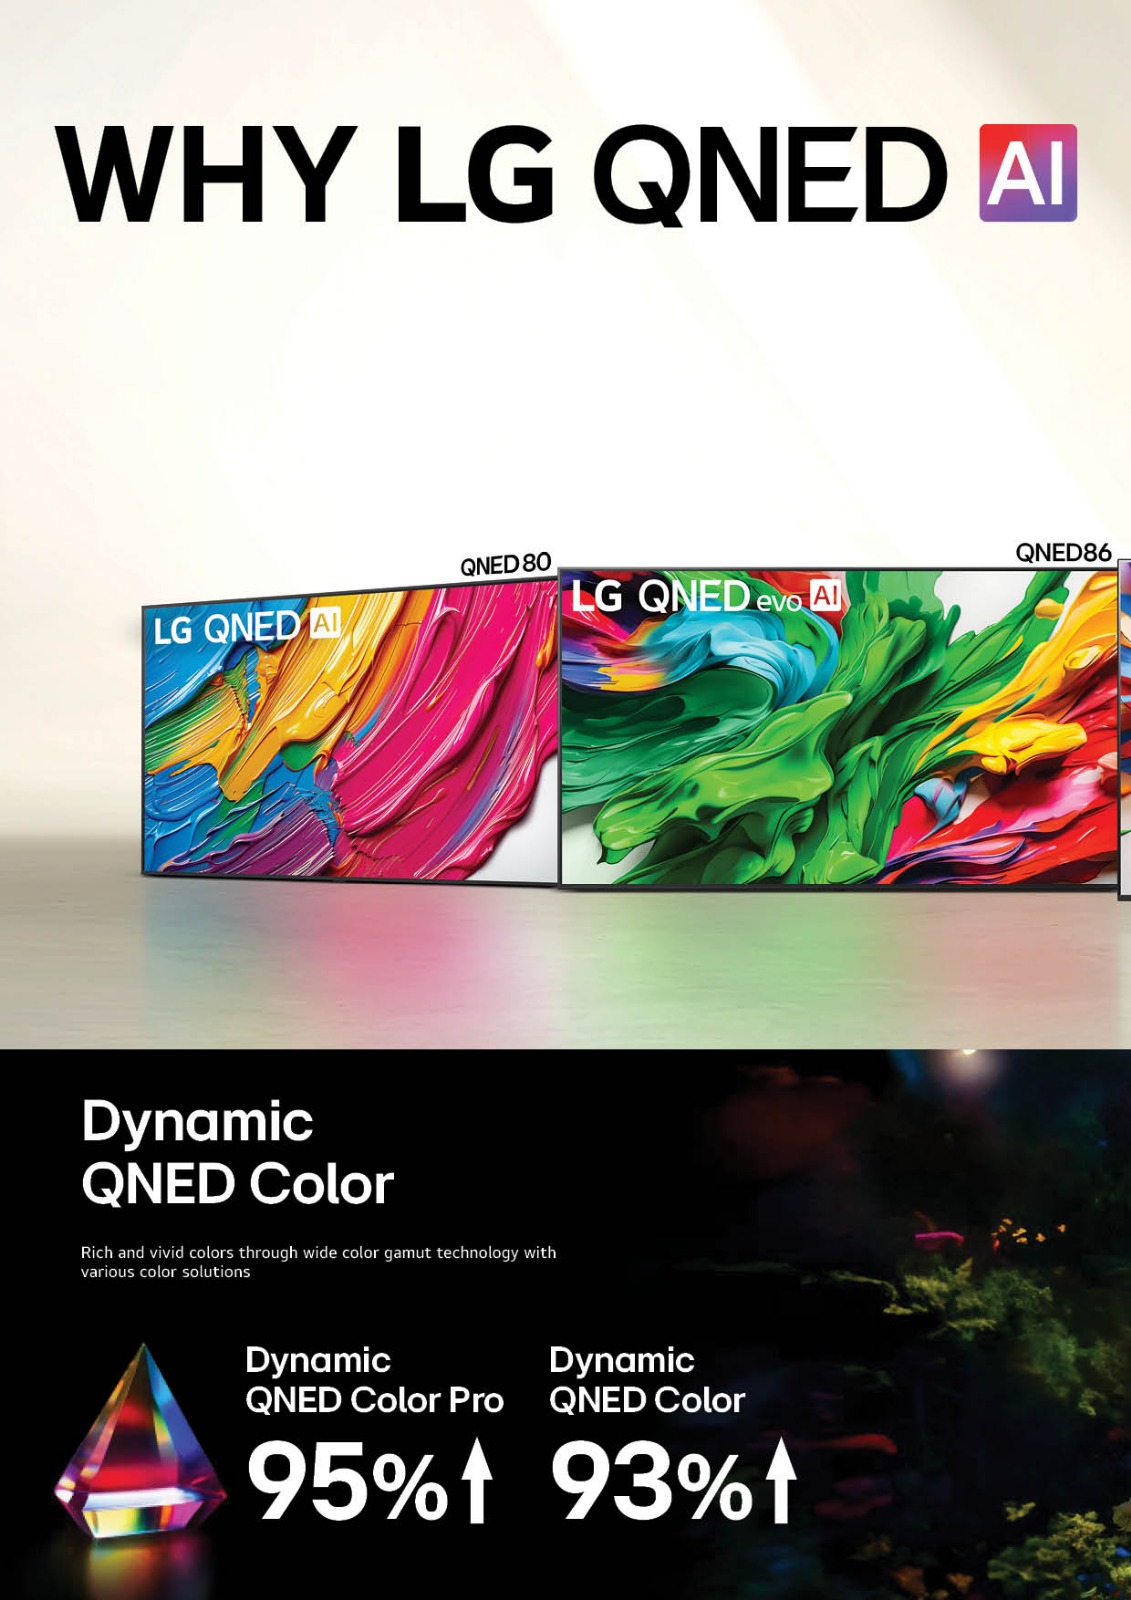 WHY LG QNED AI
QNED80
QNED86
LG QNED AI
LG QNED evo AI
Dynamic
QNED Color
Rich and vivid colors through wide color gamut technology with
various color solutions
Dynamic
QNED Color Pro
95%↑
Dynamic
QNED Color
93%↑